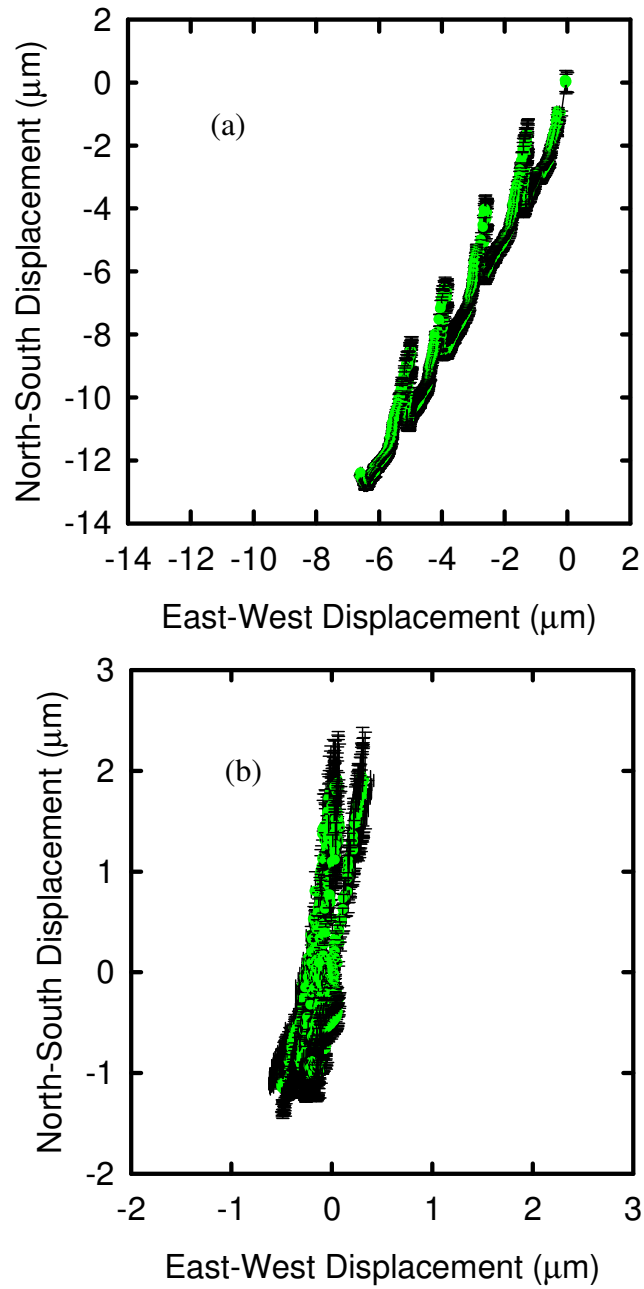 2
0
-2
-4
-6
-8
-10
-12
-14
(a)
North-South Displacement (μm)
-14 -12 -10 -8 -6 -4 -2 0 2
East-West Displacement (μm)
3
2
1
0
-1
-2
(b)
North-South Displacement (μm)
-2 -1 0 1 2 3
East-West Displacement (μm)